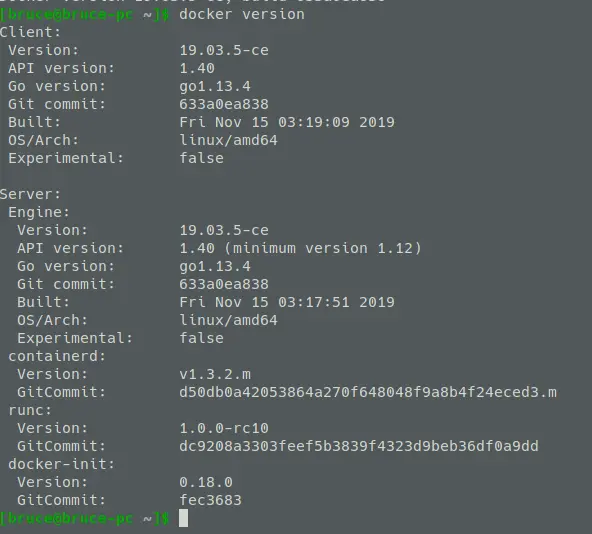 [bruce@bruce-pc ~]$ docker version
Client:
Version: 19.03.5-ce
API version: 1.40
Go version: go1.13.4
Git commit: 633a0ea838
Built: Fri Nov 15 03:19:09 2019
OS/Arch: linux/amd64
Experimental: false
Server:
Engine:
Version: 19.03.5-ce
API version: 1.40 (minimum version 1.12)
Go version: go1.13.4
Git commit: 633a0ea838
Built: Fri Nov 15 03:17:51 2019
OS/Arch: linux/amd64
Experimental: false
containerd:
Version: v1.3.2.m
GitCommit: d50db0a42053864a270f648048f9a8b4f24eced3.m
runc:
Version: 1.0.0-rc10
GitCommit: dc9208a3303feef5b3839f4323d9beb36df0a9dd
docker-init:
Version: 0.18.0
GitCommit: fec3683
[bruce@bruce-pc ~]$